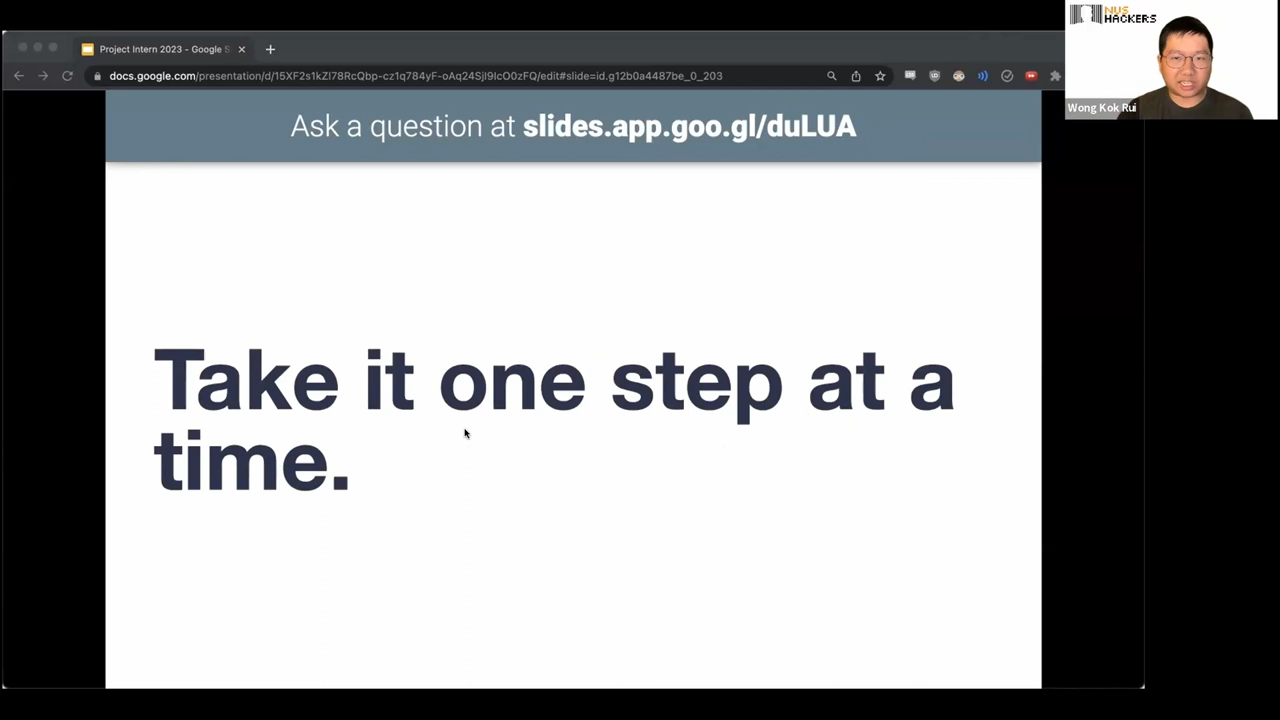 NUS
HACKERS
Project Intern 2023 - Google S
docs.google.com/presentation/d/15XF2s1kZl78RcQbp-cz1q784yF-oAq24Sjl9lcO0zFQ/edit#slide=id.g12b0a4487be_0_203
Wong Kok Rui
Ask a question at slides.app.goo.gl/duLUA
Take it one step at a
time.